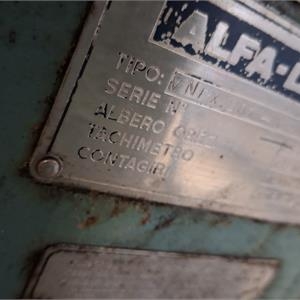 ALFA-L
TIPO:
SERIE N°
ALBERO
TACHIMETRO
CONTAGIRI